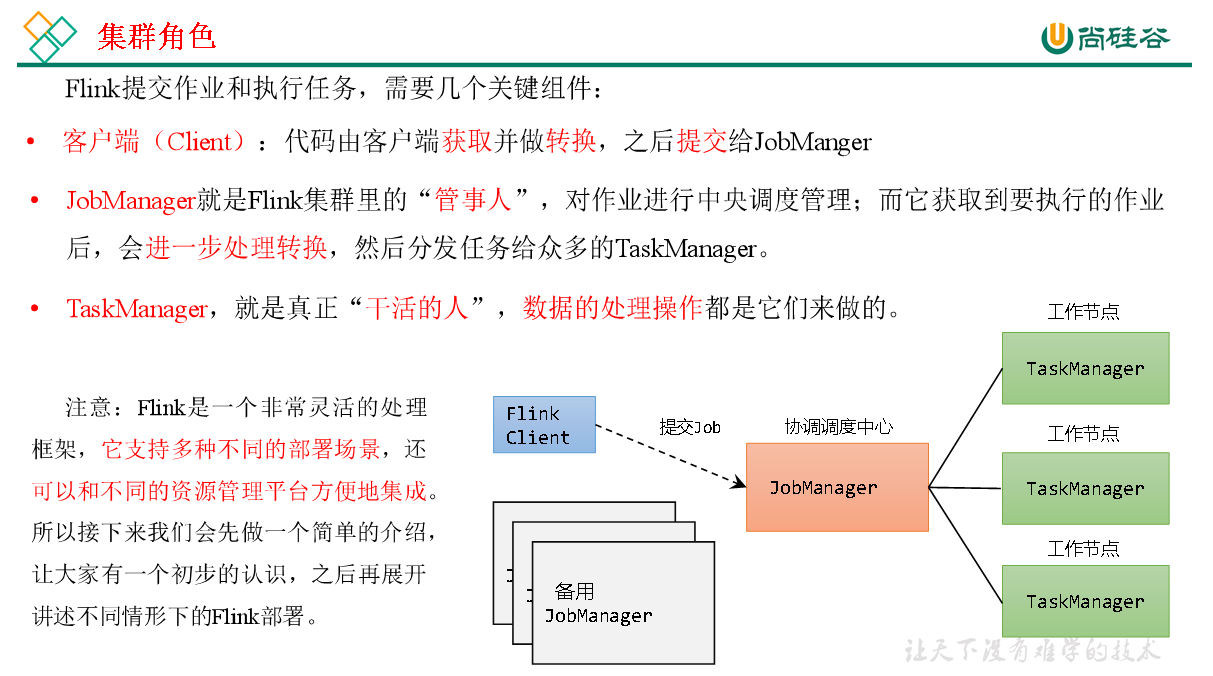 集群角色
尚硅谷
Flink提交作业和执行任务，需要几个关键组件：
• 客户端（Client）：代码由客户端获取并做转换，之后提交给JobManger
• JobManager就是Flink集群里的“管事人”，对作业进行中央调度管理；而它获取到要执行的作业
后，会进一步处理转换，然后分发任务给众多的TaskManager。
• TaskManager，就是真正“干活的人”，数据的处理操作都是它们来做的。
注意：Flink是一个非常灵活的处理
框架，它支持多种不同的部署场景，还
可以和不同的资源管理平台方便地集成。
所以接下来我们会先做一个简单的介绍，
让大家有一个初步的认识，之后再展开
讲述不同情形下的Flink部署。
Flink
Client
提交Job
协调调度中心
JobManager
备用
JobManager
工作节点
TaskManager
工作节点
TaskManager
工作节点
TaskManager
让天下没有难学的技术